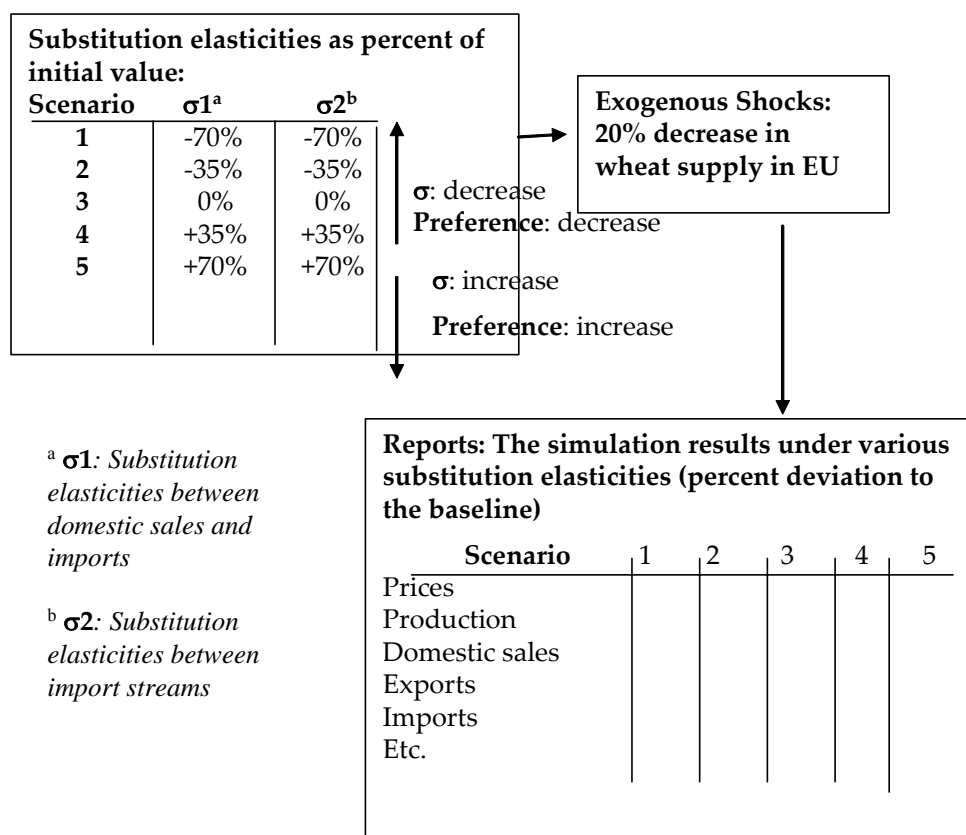 Substitution elasticities as percent of
initial value:
Scenario σ1ᵃ σ2ᵇ
1 -70% -70%
2 -35% -35%
3 0% 0%
4 +35% +35%
5 +70% +70%
σ: decrease
Preference: decrease
σ: increase
Preference: increase
Exogenous Shocks:
20% decrease in
wheat supply in EU
ᵃ σ1: Substitution
elasticities between
domestic sales and
imports
ᵇ σ2: Substitution
elasticities between
import streams
Reports: The simulation results under various
substitution elasticities (percent deviation to
the baseline)
Scenario 1 2 3 4 5
Prices
Production
Domestic sales
Exports
Imports
Etc.